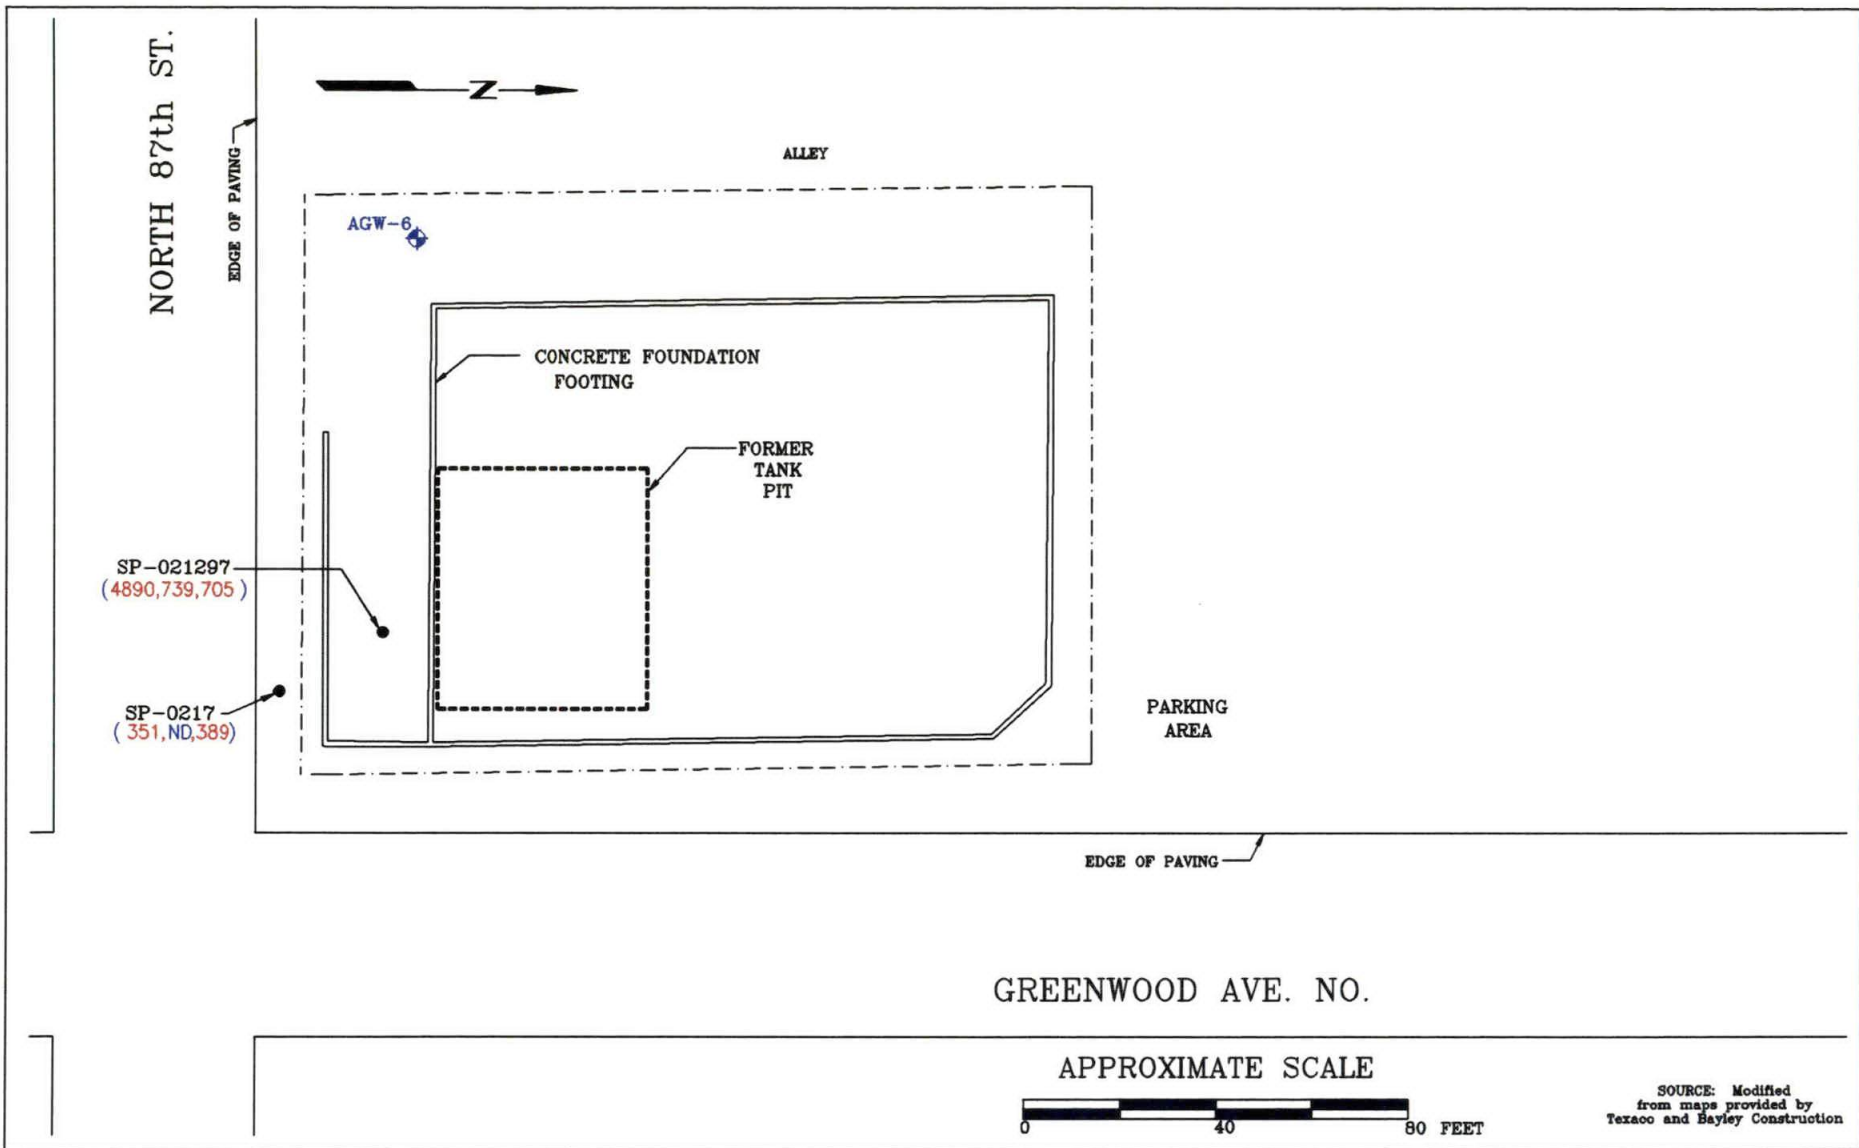 NORTH 87th ST.
EDGE OF PAVING
N
ALLEY
AGW-6
CONCRETE FOUNDATION
FOOTING
FORMER
TANK
PIT
SP-021297
(4890,739,705 )
SP-0217
( 351,ND,389)
PARKING
AREA
EDGE OF PAVING
GREENWOOD AVE. NO.
APPROXIMATE SCALE
0 40 80 FEET
SOURCE: Modified
from maps provided by
Texaco and Bayley Construction